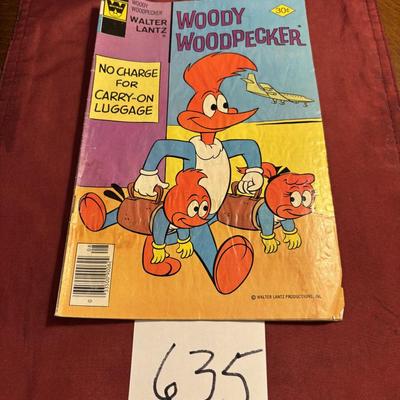 WOODY
WOODPECKER
WALTER
LANTZ
WOODY
WOODPECKER
30¢
NO CHARGE
FOR
CARRY-ON
LUGGAGE
© WALTER LANTZ PRODUCTIONS, INC.
635